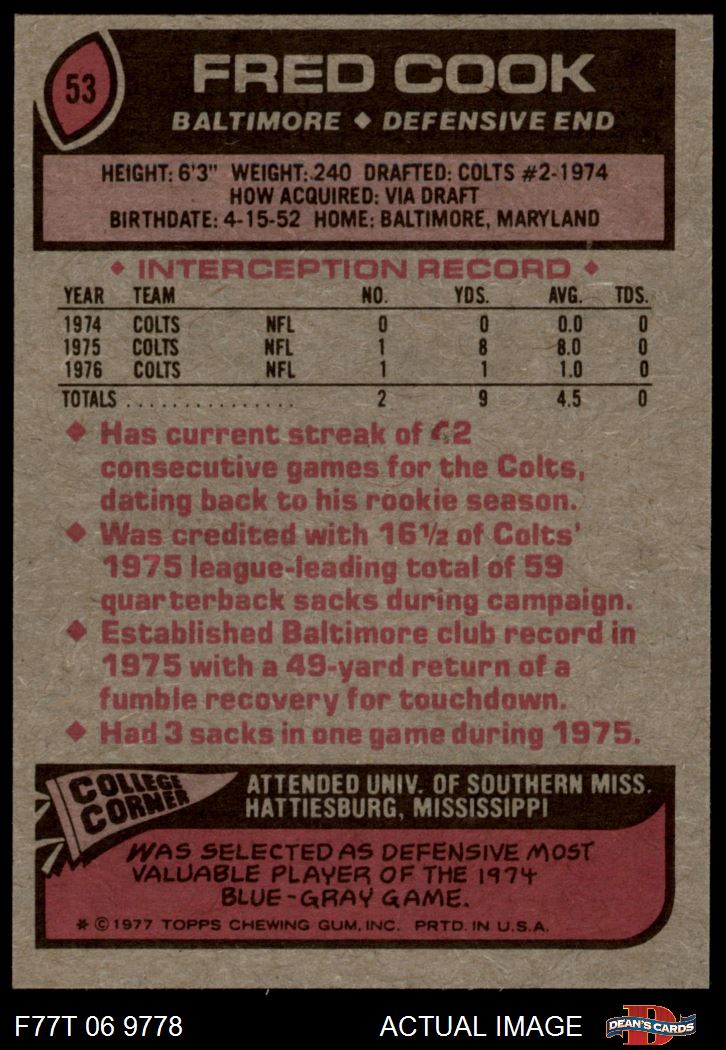 53
FRED COOK
BALTIMORE ◆ DEFENSIVE END
HEIGHT: 6'3" WEIGHT: 240 DRAFTED: COLTS #2-1974
HOW ACQUIRED: VIA DRAFT
BIRTHDATE: 4-15-52 HOME: BALTIMORE, MARYLAND
◆ INTERCEPTION RECORD ◆
YEAR TEAM NO. YDS. AVG. TDS.
1974 COLTS NFL 0 0 0.0 0
1975 COLTS NFL 1 8 8.0 0
1976 COLTS NFL 1 1 1.0 0
TOTALS . . . . . . . . . . . . . . . 2 9 4.5 0
◆ Has current streak of 42
consecutive games for the Colts,
dating back to his rookie season.
◆ Was credited with 16½ of Colts'
1975 league-leading total of 59
quarterback sacks during campaign.
◆ Established Baltimore club record in
1975 with a 49-yard return of a
fumble recovery for touchdown.
◆ Had 3 sacks in one game during 1975.
COLLEGE
CORNER
ATTENDED UNIV. OF SOUTHERN MISS.
HATTIESBURG, MISSISSIPPI
WAS SELECTED AS DEFENSIVE MOST
VALUABLE PLAYER OF THE 1974
BLUE-GRAY GAME.
* © 1977 TOPPS CHEWING GUM, INC. PRTD. IN U.S.A.
F77T 06 9778 ACTUAL IMAGE
D
DEAN'S CARDS